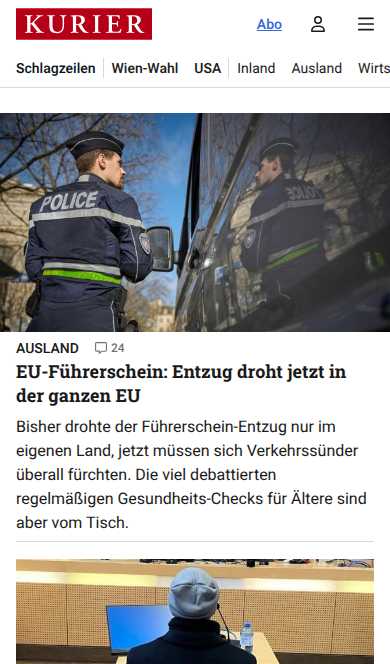 KURIER
Abo
Schlagzeilen Wien-Wahl USA Inland Ausland Wirts
POLICE
POLICE
AUSLAND 24
EU-Führerschein: Entzug droht jetzt in
der ganzen EU
Bisher drohte der Führerschein-Entzug nur im
eigenen Land, jetzt müssen sich Verkehrssünder
überall fürchten. Die viel debattierten
regelmäßigen Gesundheits-Checks für Ältere sind
aber vom Tisch.